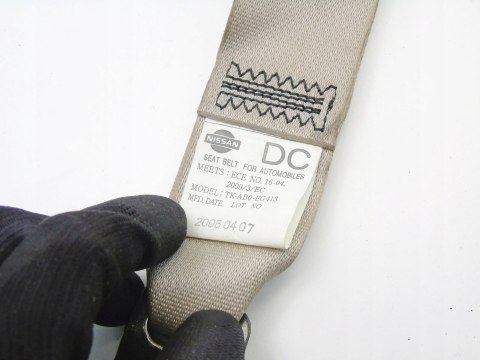 NISSAN
DC
SEAT BELT FOR AUTOMOBILES
MEETS: ECE NO. 16-04,
2000/3/EC
MODEL: TK-AB0-EG413
MFD. DATE LOT NO
2005 04 07